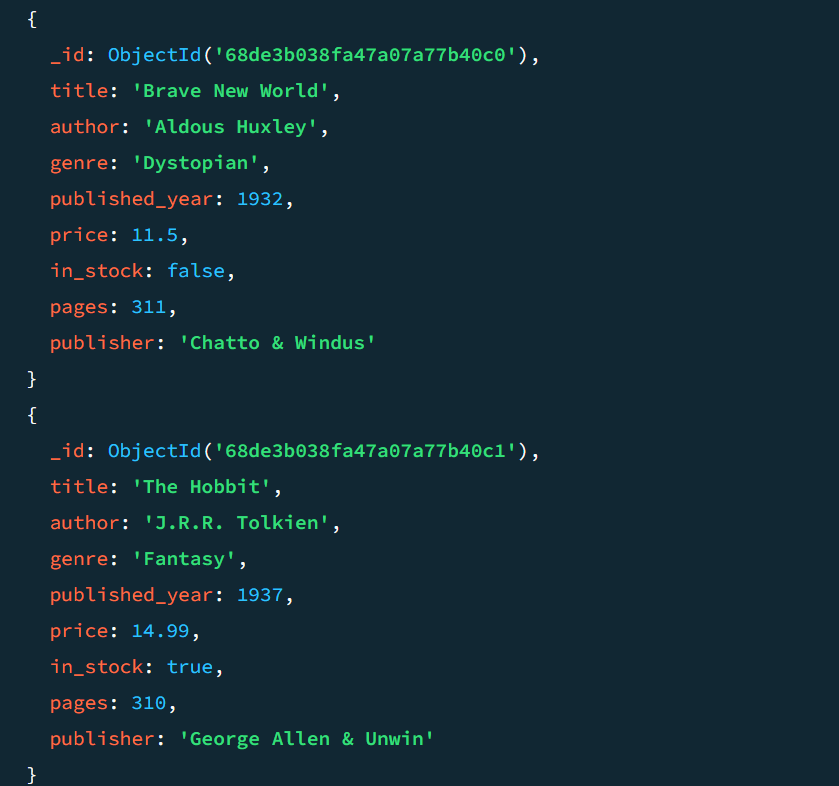 {
_id: ObjectId('68de3b038fa47a07a77b40c0'),
title: 'Brave New World',
author: 'Aldous Huxley',
genre: 'Dystopian',
published_year: 1932,
price: 11.5,
in_stock: false,
pages: 311,
publisher: 'Chatto & Windus'
}
{
_id: ObjectId('68de3b038fa47a07a77b40c1'),
title: 'The Hobbit',
author: 'J.R.R. Tolkien',
genre: 'Fantasy',
published_year: 1937,
price: 14.99,
in_stock: true,
pages: 310,
publisher: 'George Allen & Unwin'
}